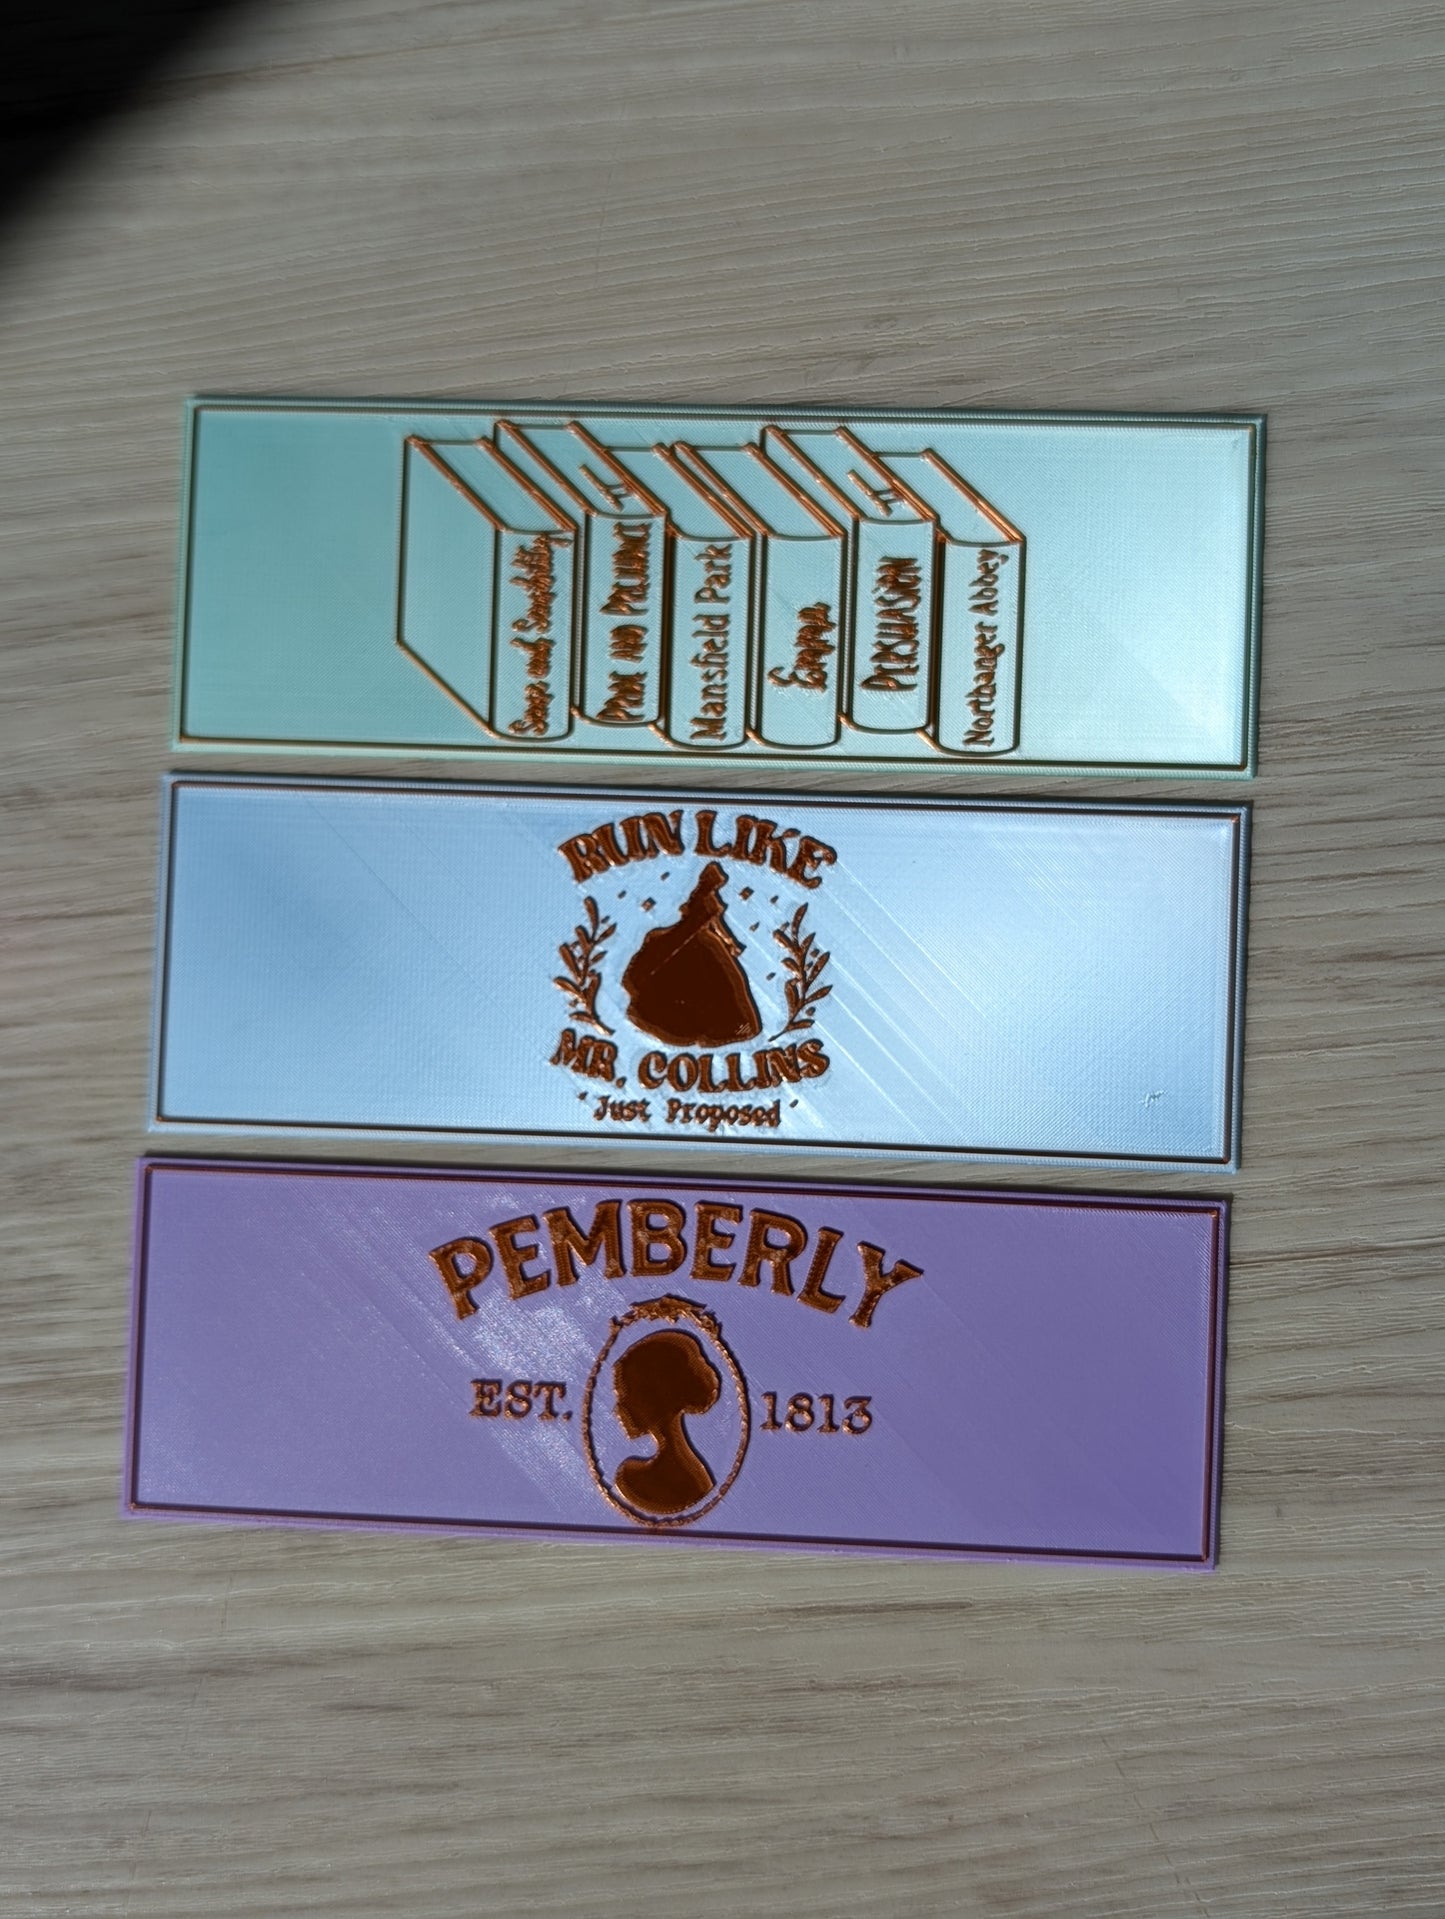 Sense and Sensibility
PRIDE AND PREJUDICE
Mansfield Park
Emma
PERSUASION
Northanger Abbey
RUN LIKE
MR. COLLINS
Just Proposed
PEMBERLY
EST. 1813